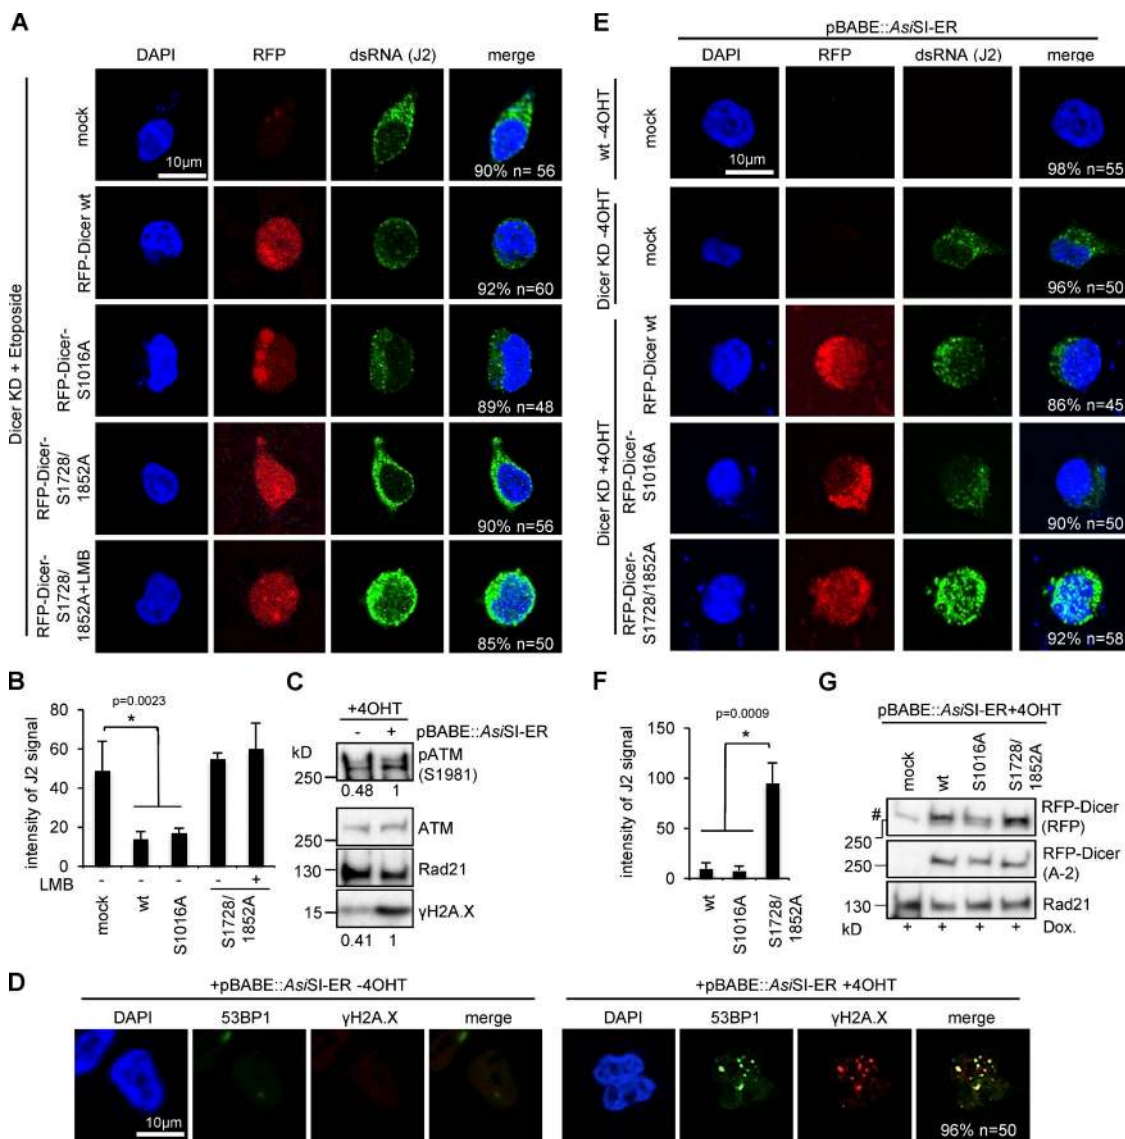 A
DAPI RFP dsRNA (J2) merge
Dicer KD + Etoposide
mock
10μm
90% n= 56
RFP-Dicer wt
92% n=60
RFP-Dicer-
S1016A
89% n=48
RFP-Dicer-
S1728/
1852A
90% n=56
RFP-Dicer-
S1728/
1852A+LMB
85% n=50
E
pBABE::AsiSI-ER
DAPI RFP dsRNA (J2) merge
wt -4OHT
mock
10μm
98% n=55
Dicer KD -4OHT
mock
96% n=50
Dicer KD +4OHT
RFP-Dicer wt
86% n=45
RFP-Dicer-
S1016A
90% n=50
RFP-Dicer-
S1728/1852A
92% n=58
B
p=0.0023
*
intensity of J2 signal
80
60
40
20
0
LMB - - - - +
mock wt S1016A S1728/
1852A
C
+4OHT
- + pBABE::AsiSI-ER
kD
pATM
(S1981)
250
0.48 1
ATM
250
130 Rad21
15 γH2A.X
0.41 1
F
p=0.0009
*
intensity of J2 signal
150
100
50
0
wt S1016A S1728/
1852A
G
pBABE::AsiSI-ER+4OHT
mock wt S1016A S1728/
1852A
# RFP-Dicer
(RFP)
250
250 RFP-Dicer
(A-2)
130 Rad21
kD + + + + Dox.
D
+pBABE::AsiSI-ER -4OHT
DAPI 53BP1 γH2A.X merge
10μm
+pBABE::AsiSI-ER +4OHT
DAPI 53BP1 γH2A.X merge
96% n=50